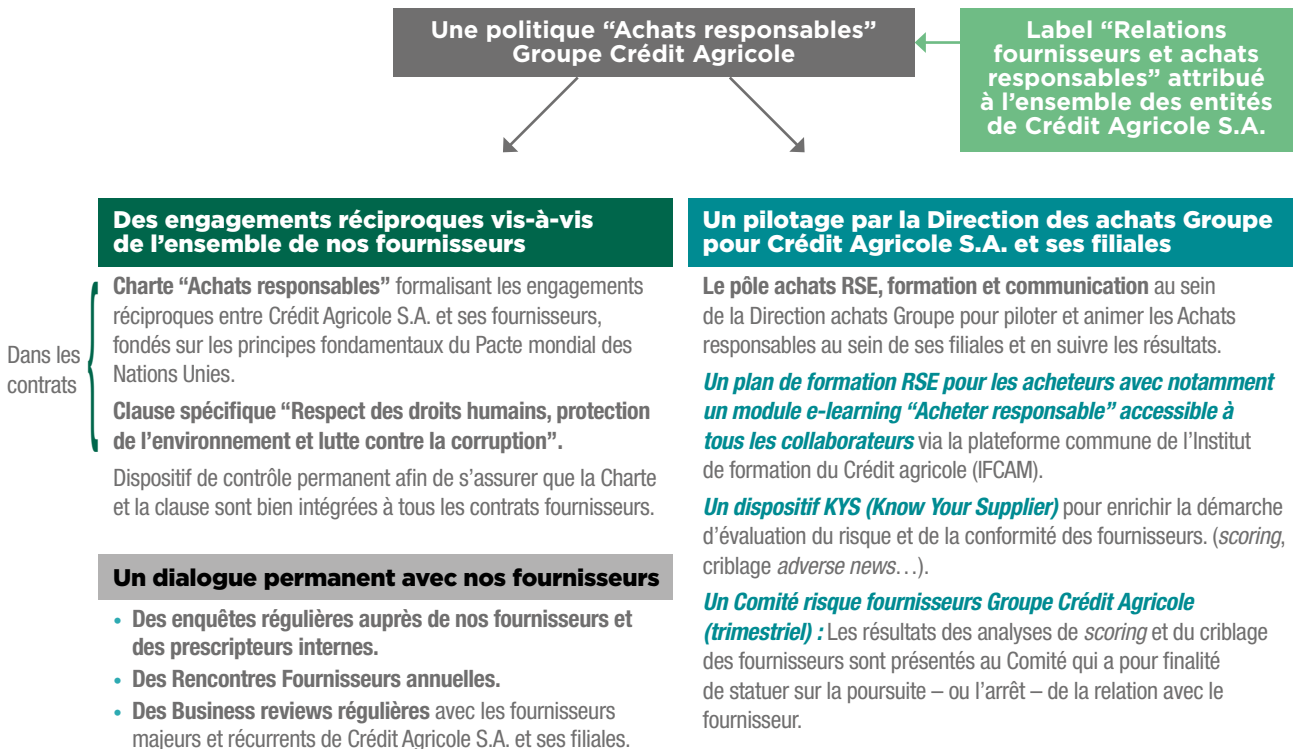 Une politique “Achats responsables”
Groupe Crédit Agricole
Label “Relations
fournisseurs et achats
responsables” attribué
à l’ensemble des entités
de Crédit Agricole S.A.
Des engagements réciproques vis-à-vis
de l’ensemble de nos fournisseurs
Dans les
contrats
Charte “Achats responsables” formalisant les engagements
réciproques entre Crédit Agricole S.A. et ses fournisseurs,
fondés sur les principes fondamentaux du Pacte mondial des
Nations Unies.
Clause spécifique “Respect des droits humains, protection
de l’environnement et lutte contre la corruption”.
Dispositif de contrôle permanent afin de s’assurer que la Charte
et la clause sont bien intégrées à tous les contrats fournisseurs.
Un dialogue permanent avec nos fournisseurs
• Des enquêtes régulières auprès de nos fournisseurs et
des prescripteurs internes.
• Des Rencontres Fournisseurs annuelles.
• Des Business reviews régulières avec les fournisseurs
majeurs et récurrents de Crédit Agricole S.A. et ses filiales.
Un pilotage par la Direction des achats Groupe
pour Crédit Agricole S.A. et ses filiales
Le pôle achats RSE, formation et communication au sein
de la Direction achats Groupe pour piloter et animer les Achats
responsables au sein de ses filiales et en suivre les résultats.
Un plan de formation RSE pour les acheteurs avec notamment
un module e-learning “Acheter responsable” accessible à
tous les collaborateurs via la plateforme commune de l’Institut
de formation du Crédit agricole (IFCAM).
Un dispositif KYS (Know Your Supplier) pour enrichir la démarche
d’évaluation du risque et de la conformité des fournisseurs. (scoring,
criblage adverse news…).
Un Comité risque fournisseurs Groupe Crédit Agricole
(trimestriel) : Les résultats des analyses de scoring et du criblage
des fournisseurs sont présentés au Comité qui a pour finalité
de statuer sur la poursuite – ou l’arrêt – de la relation avec le
fournisseur.